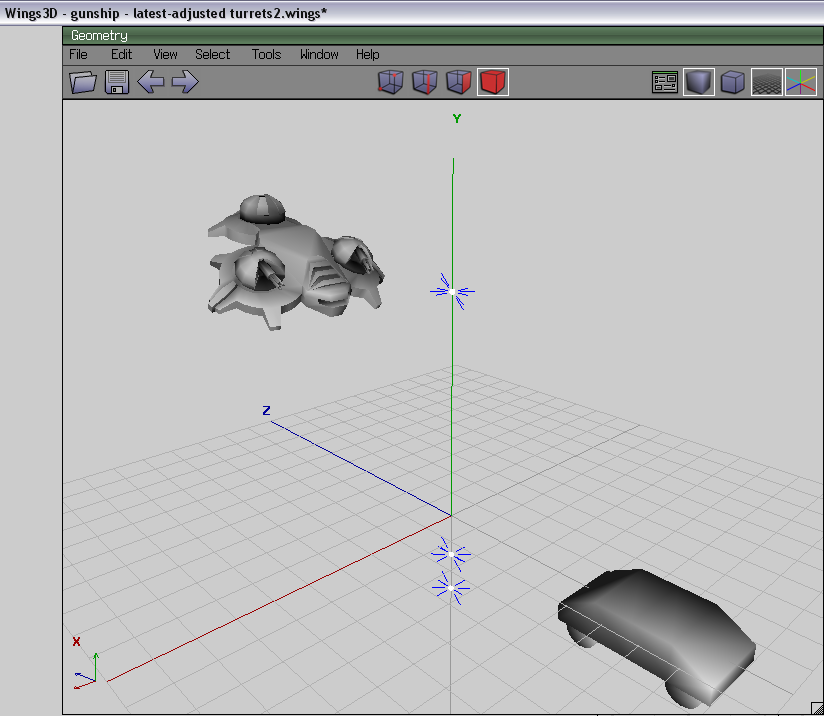 Wings3D - gunship - latest-adjusted turrets2.wings*
Geometry
File Edit View Select Tools Window Help
Y
Z
X